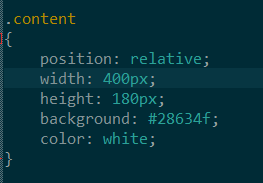 .content
{
position: relative;
width: 400px;
height: 180px;
background: #28634f;
color: white;
}